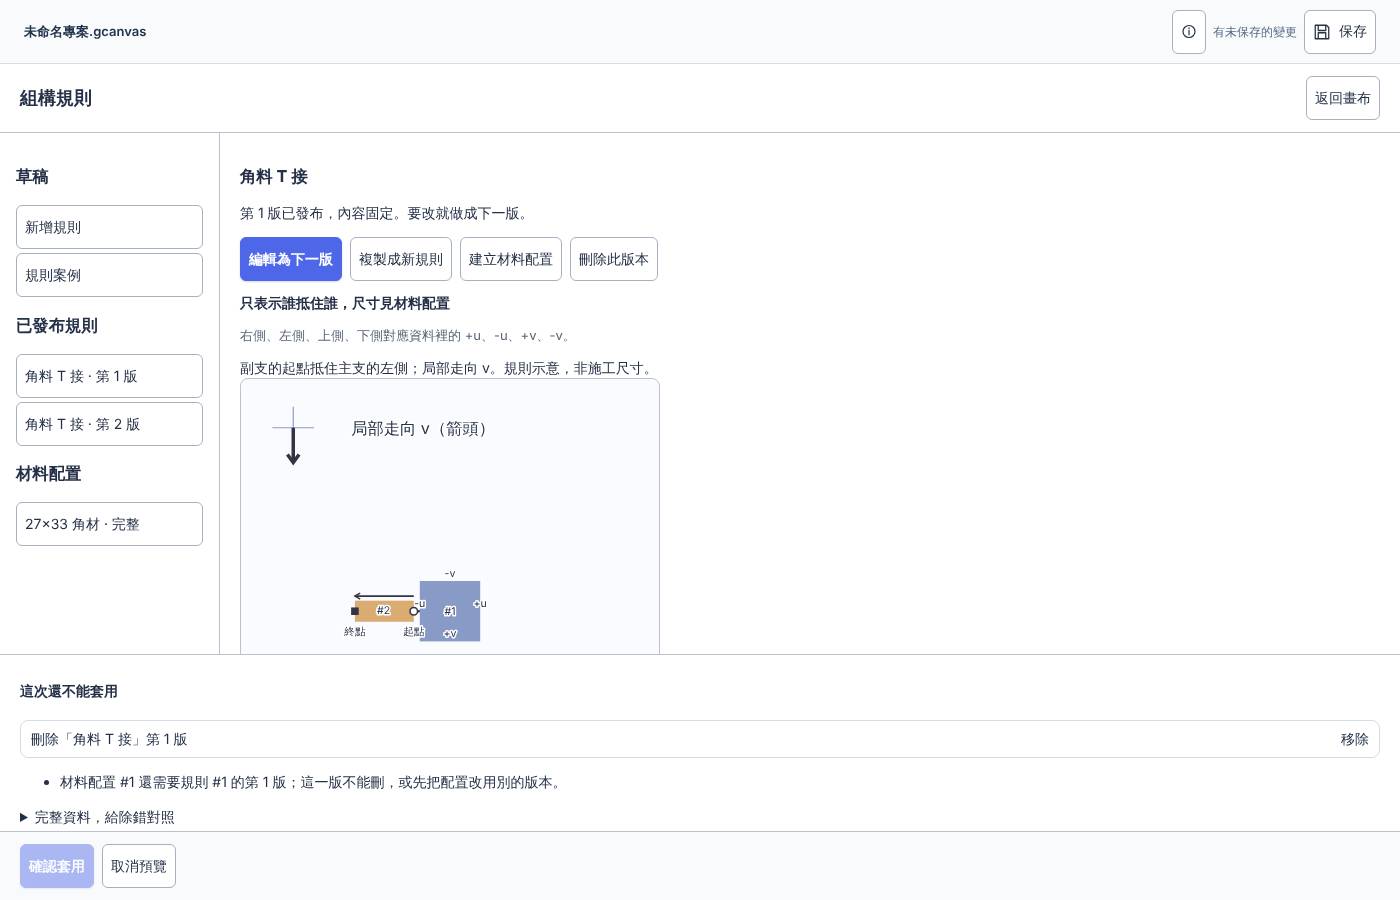 未命名專案.gcanvas
有未保存的變更
保存
組構規則
返回畫布
草稿
新增規則
規則案例
已發布規則
角料 T 接 · 第 1 版
角料 T 接 · 第 2 版
材料配置
27×33 角材 · 完整
角料 T 接
第 1 版已發布，內容固定。要改就做成下一版。
編輯為下一版
複製成新規則
建立材料配置
刪除此版本
只表示誰抵住誰，尺寸見材料配置
右側、左側、上側、下側對應資料裡的 +u、-u、+v、-v。
副支的起點抵住主支的左側；局部走向 v。規則示意，非施工尺寸。
局部走向 v（箭頭）
-v
-u
+u
#2
#1
終點
起點
+v
這次還不能套用
刪除「角料 T 接」第 1 版
移除
• 材料配置 #1 還需要規則 #1 的第 1 版；這一版不能刪，或先把配置改用別的版本。
▶ 完整資料，給除錯對照
確認套用
取消預覽